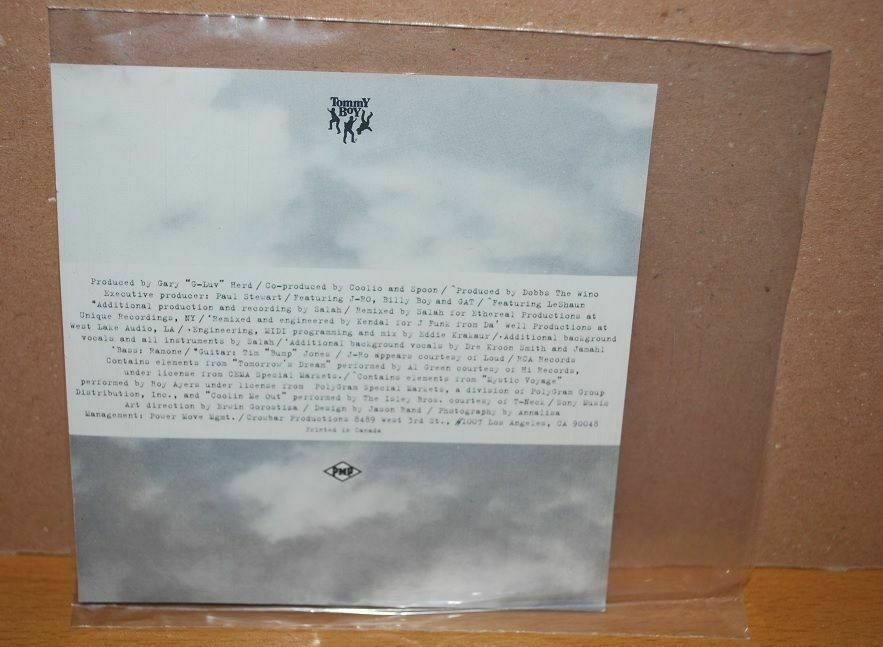 Tommy
Boy
Produced by Gary "G-Luv" Herd / Co-produced by Coolio and Spoon / ^Produced by Dobbs The Wino
Executive producer: Paul Stewart / Featuring J-RO, Billy Boy and GAT / ^Featuring LeShaun
"Additional production and recording by Salah / Remixed by Salah for Ethereal Productions at
Unique Recordings, NY / 'Remixed and engineered by Kendal for J Funk from Da' Well Productions at
West Lake Audio, LA / ·Engineering, MIDI programming and mix by Eddie Krakaur / ·Additional background
vocals and all instruments by Salah / 'Additional background vocals by Dre Kroon Smith and Jamahl
'Bass: Ramone / "Guitar: Tim "Bump" Jones / J-Ro appears courtesy of Loud / RCA Records
Contains elements from "Tomorrow's Dream" performed by Al Green courtesy of Hi Records,
under license from CEMA Special Markets. / ^Contains elements from "Mystic Voyage"
performed by Roy Ayers under license from PolyGram Special Markets, a division of PolyGram Group
Distribution, Inc., and "Coolin Me Out" performed by The Isley Bros. courtesy of T-Neck / Sony Music
Art direction by Erwin Gorostiza / Design by Jason Rand / Photography by Annalisa
Management: Power Move Mgmt. / Crowbar Productions 8489 West 3rd St., #1007 Los Angeles, CA 90048
Printed in Canada
PMP